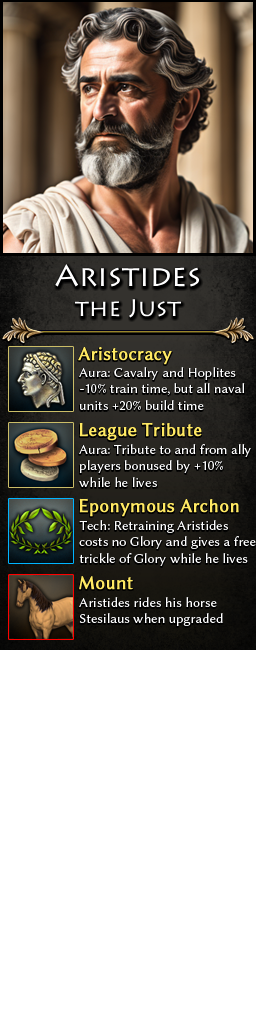 Aristides
the Just
Aristocracy
Aura: Cavalry and Hoplites
-10% train time, but all naval
units +20% build time
League Tribute
Aura: Tribute to and from ally
players bonused by +10%
while he lives
Eponymous Archon
Tech: Retraining Aristides
costs no Glory and gives a free
trickle of Glory while he lives
Mount
Aristides rides his horse
Stesilaus when upgraded